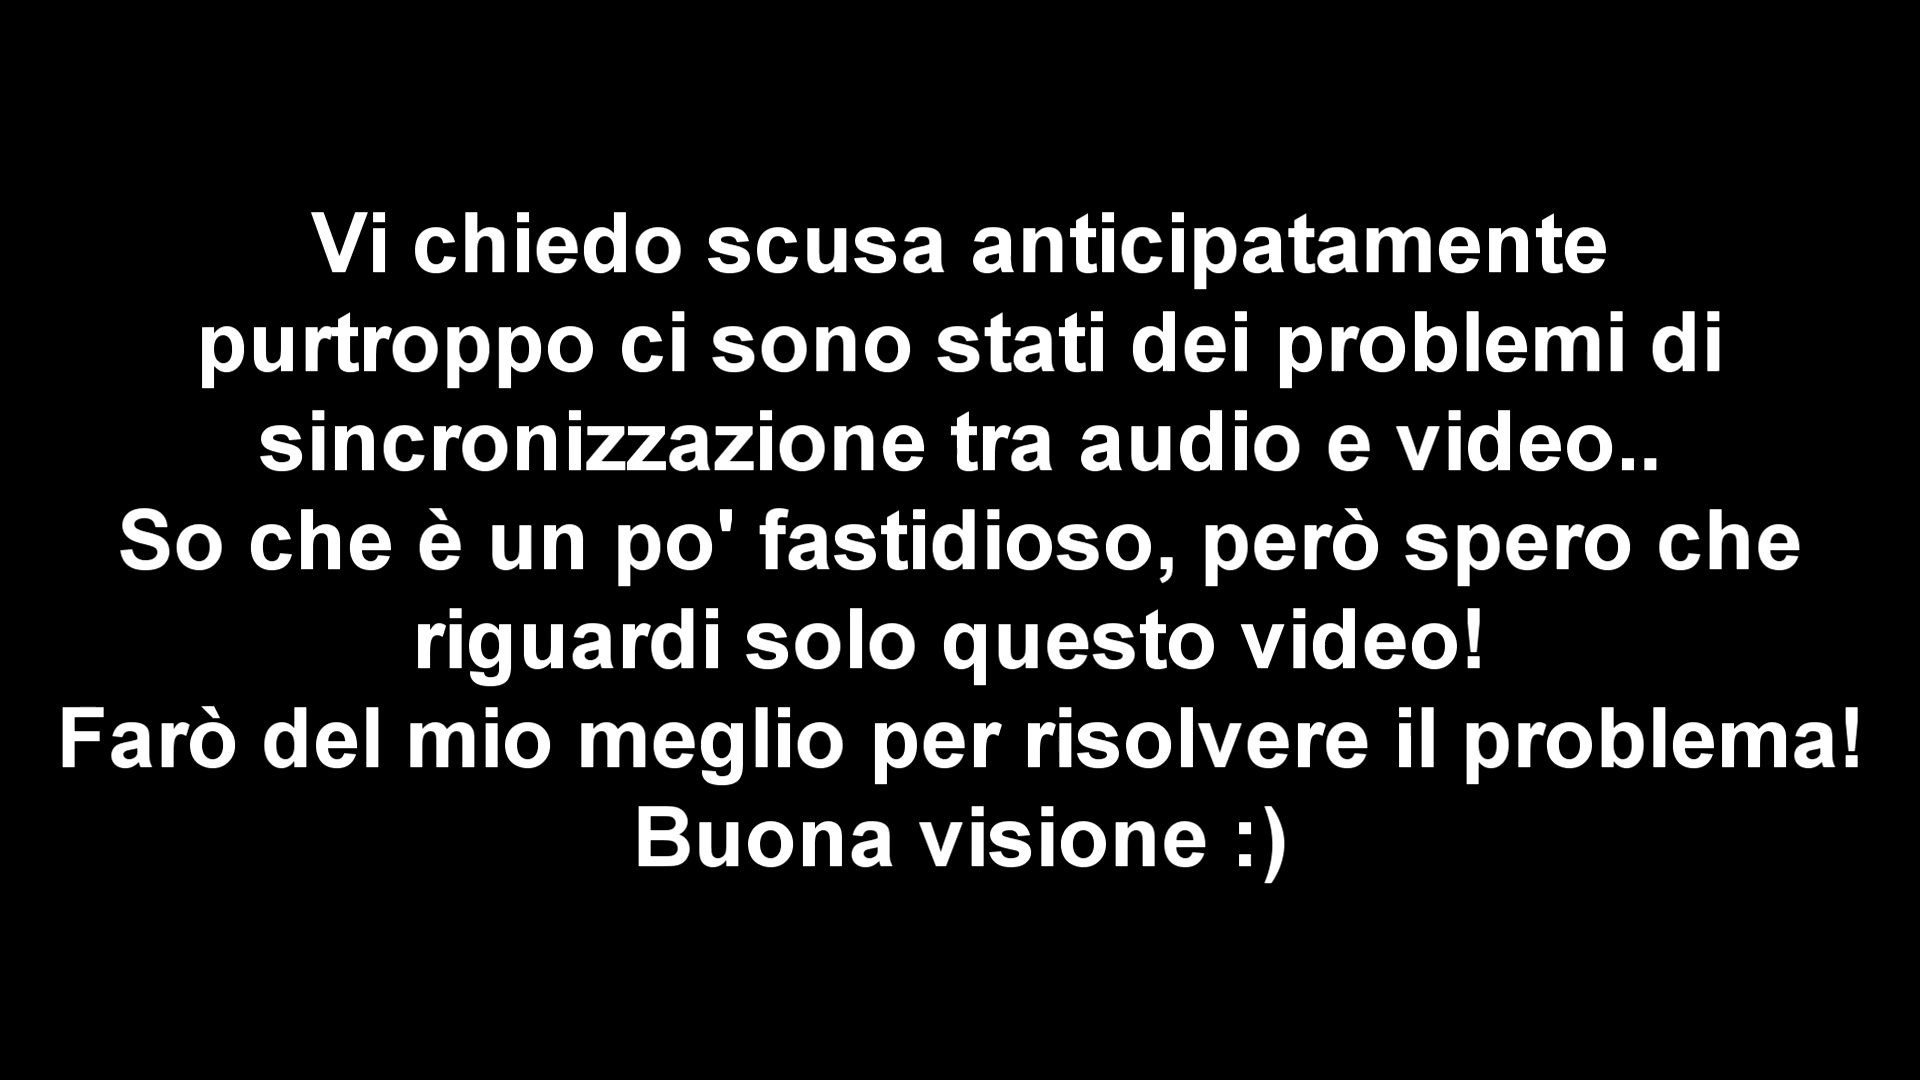 Vi chiedo scusa anticipatamente
purtroppo ci sono stati dei problemi di
sincronizzazione tra audio e video..
So che è un po' fastidioso, però spero che
riguardi solo questo video!
Farò del mio meglio per risolvere il problema!
Buona visione :)